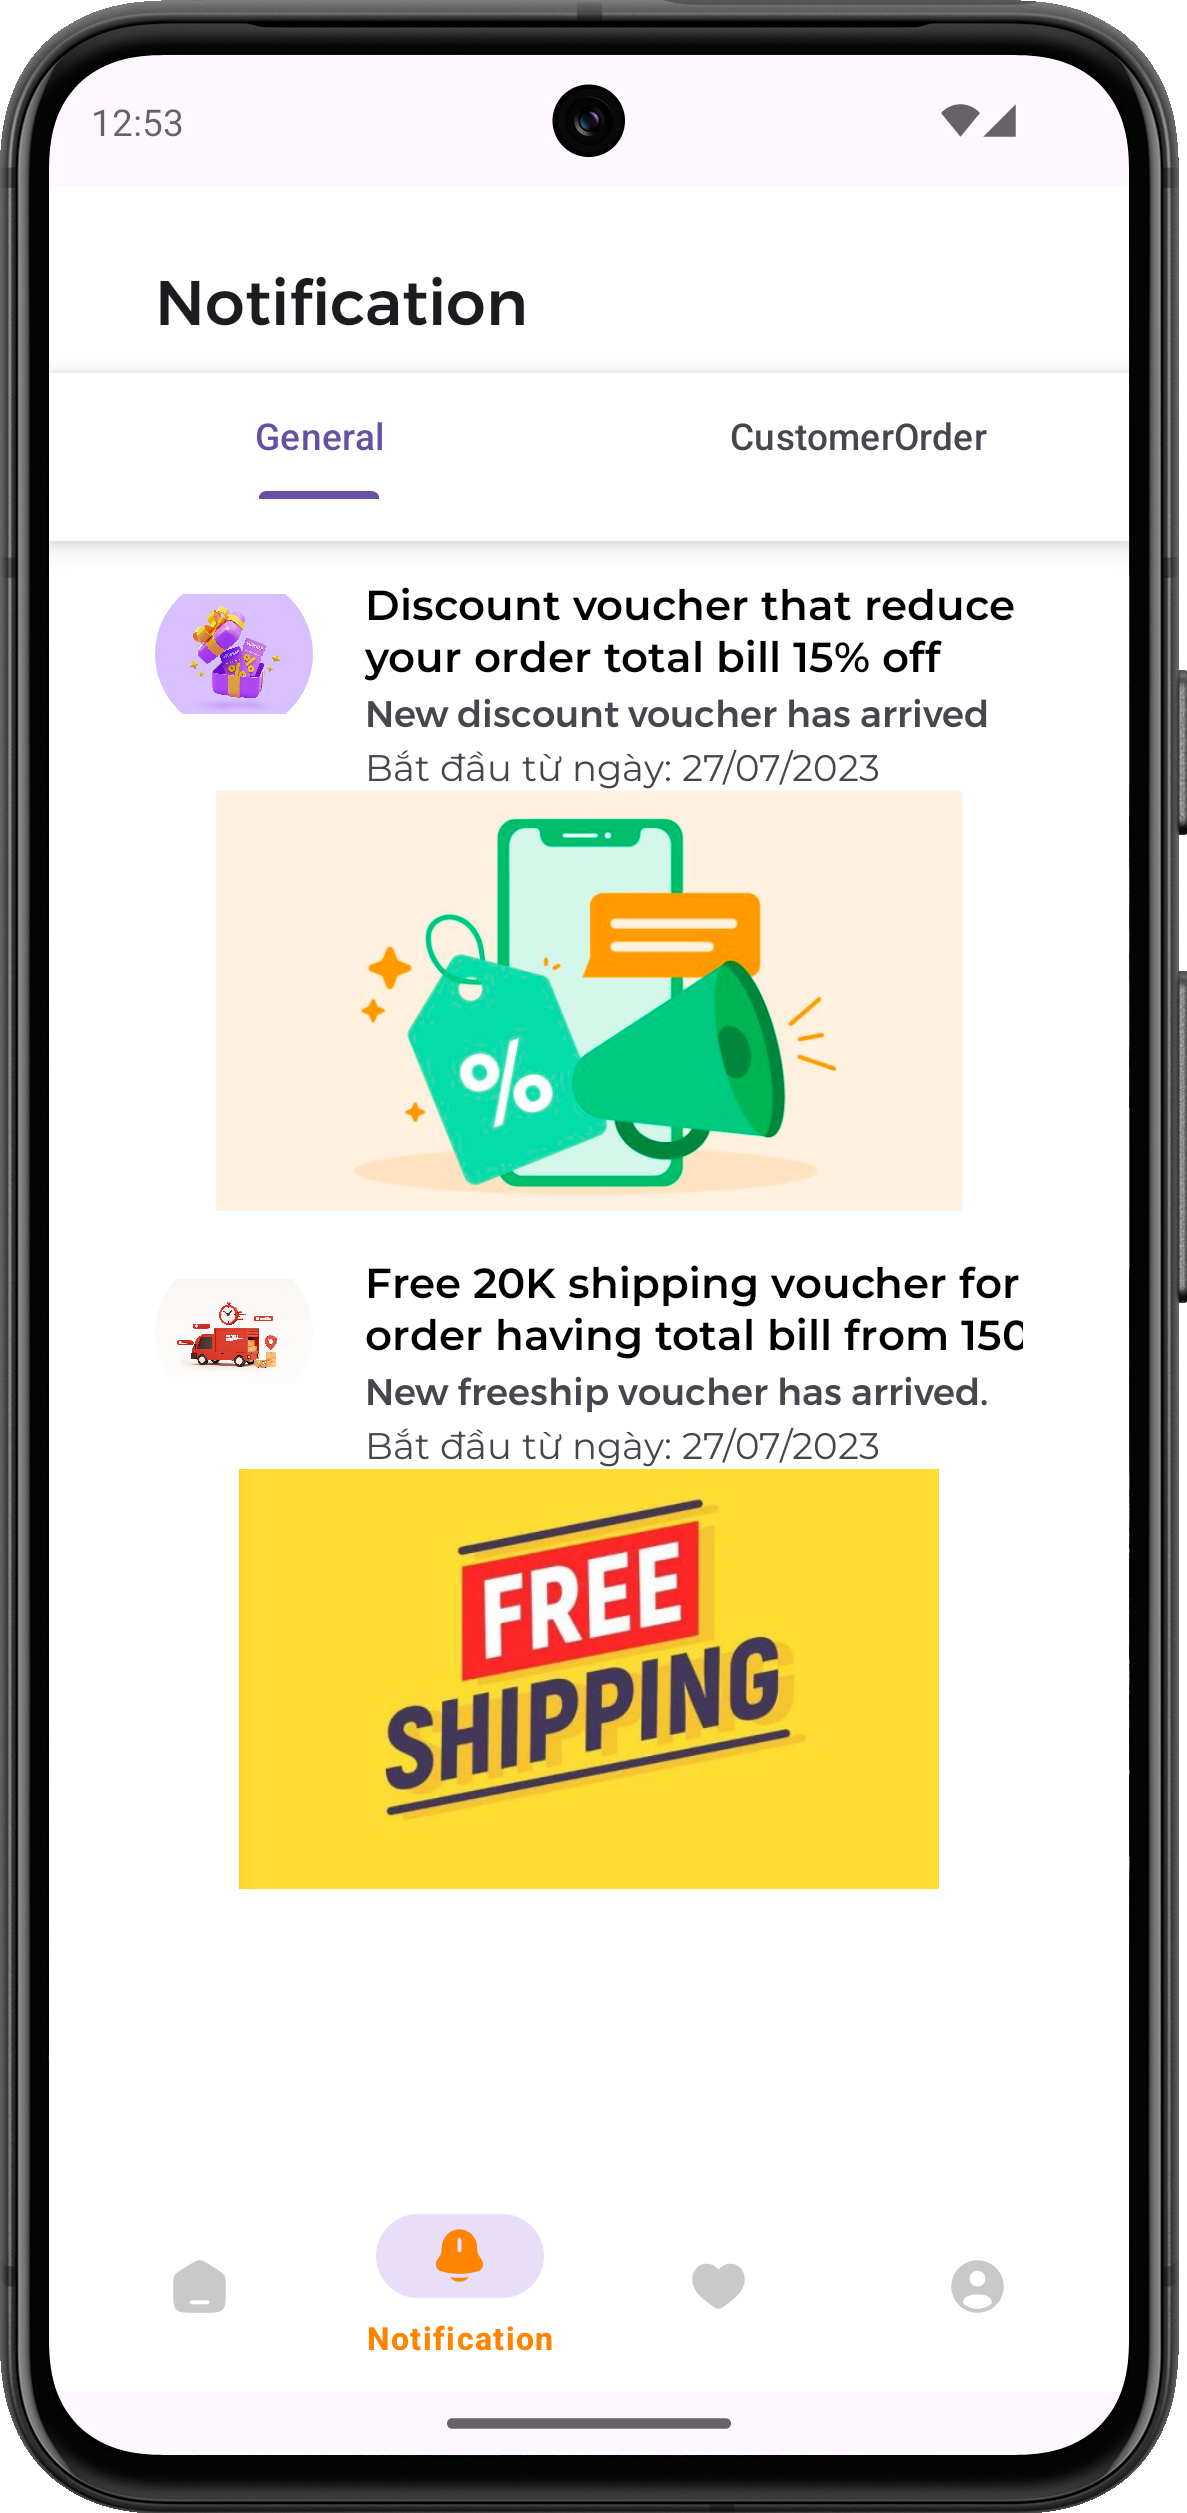 12:53
Notification
General
CustomerOrder
Discount voucher that reduce
your order total bill 15% off
New discount voucher has arrived
Bắt đầu từ ngày: 27/07/2023
%
Free 20K shipping voucher for
order having total bill from 150
New freeship voucher has arrived.
Bắt đầu từ ngày: 27/07/2023
FREE
SHIPPING
Notification